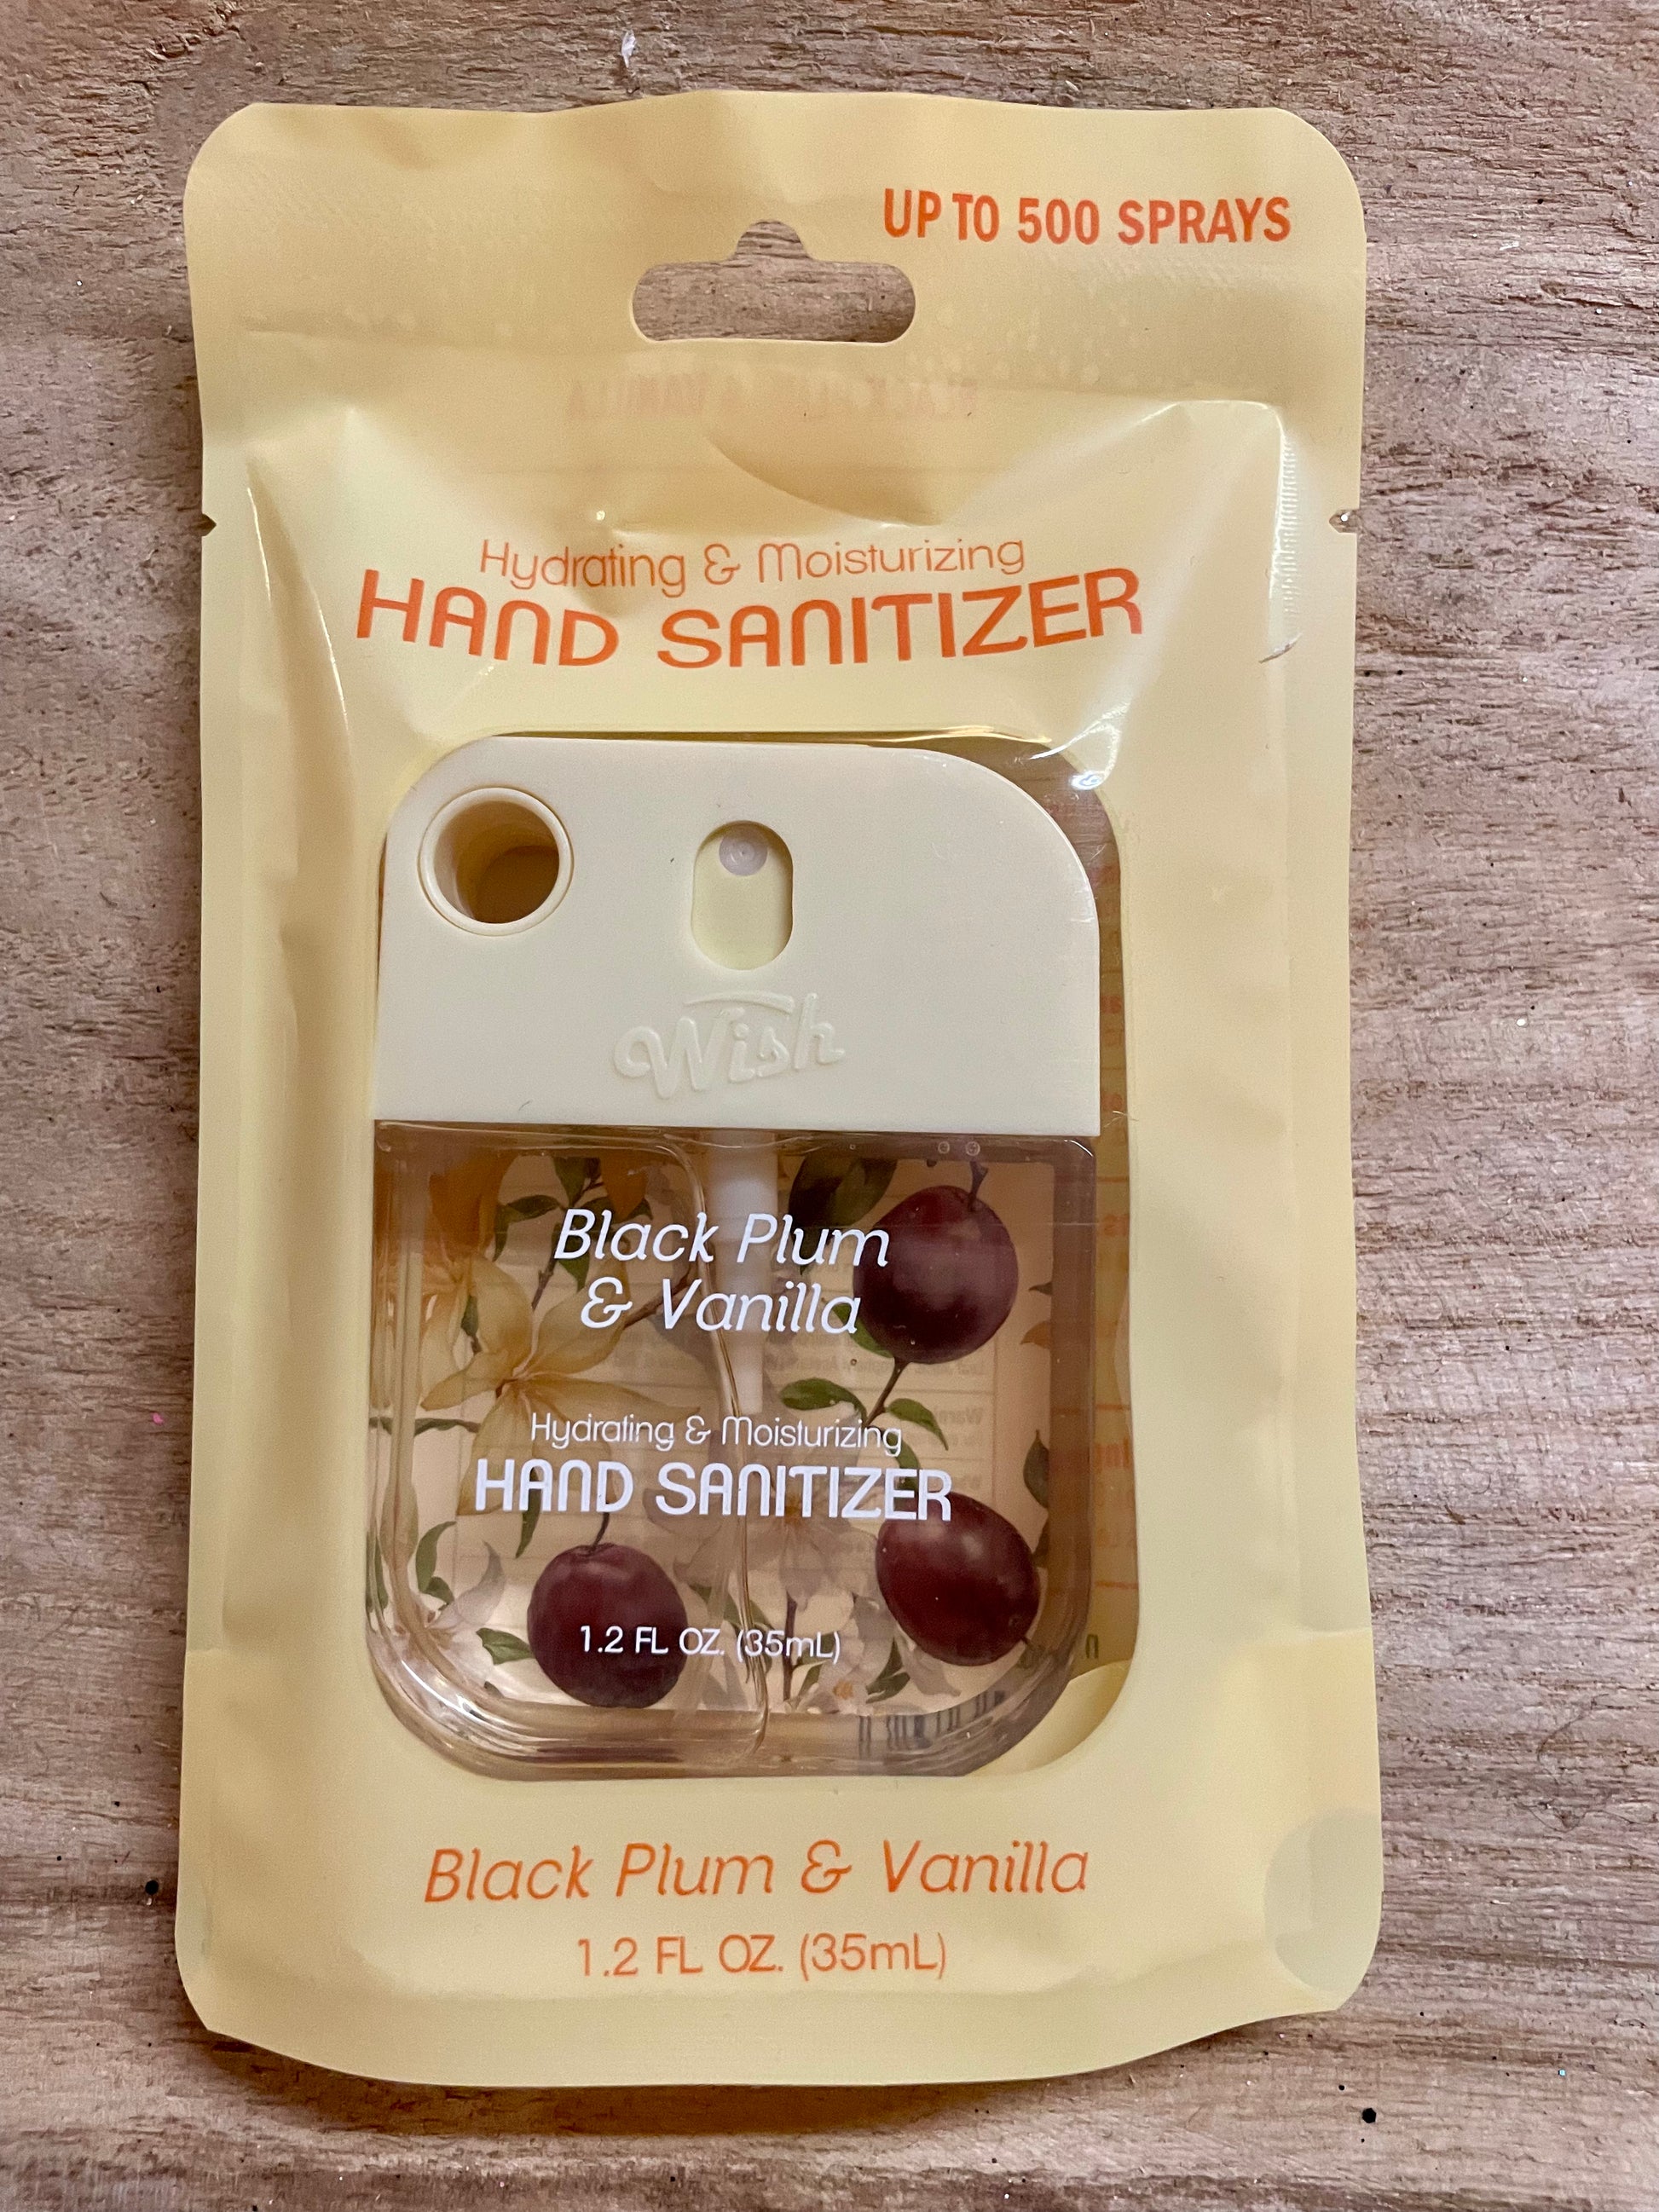 UP TO 500 SPRAYS
Hydrating & Moisturizing
HAND SANITIZER
Wish
Black Plum
& Vanilla
Hydrating & Moisturizing
HAND SANITIZER
1.2 FL OZ. (35mL)
Black Plum & Vanilla
1.2 FL OZ. (35mL)